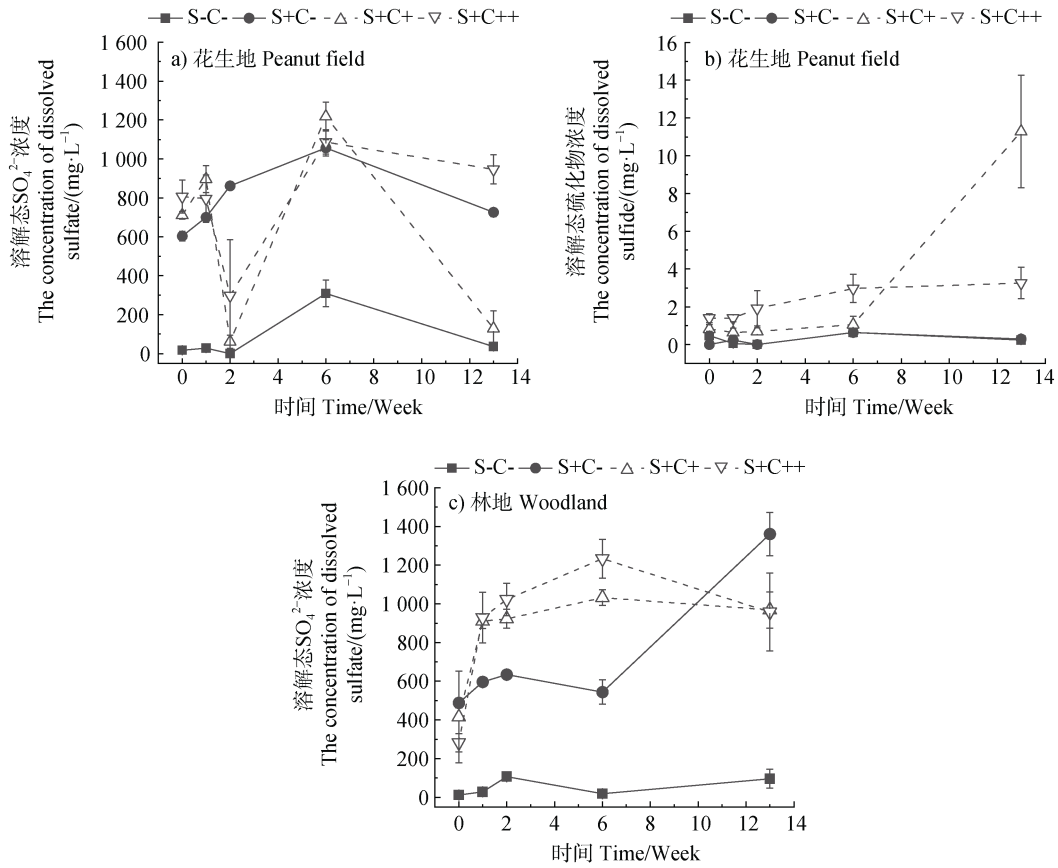 S-C- S+C- S+C+ S+C++
a) 花生地 Peanut field
1 600
1 400
1 200
1 000
800
600
400
200
0
溶解态SO₄²⁻浓度
The concentration of dissolved
sulfate/(mg·L⁻¹)
0 2 4 6 8 10 12 14
时间 Time/Week
S-C- S+C- S+C+ S+C++
b) 花生地 Peanut field
16
14
12
10
8
6
4
2
0
溶解态硫化物浓度
The concentration of dissolved
sulfide/(mg·L⁻¹)
0 2 4 6 8 10 12 14
时间 Time/Week
S-C- S+C- S+C+ S+C++
c) 林地 Woodland
1 600
1 400
1 200
1 000
800
600
400
200
0
溶解态SO₄²⁻浓度
The concentration of dissolved
sulfate/(mg·L⁻¹)
0 2 4 6 8 10 12 14
时间 Time/Week